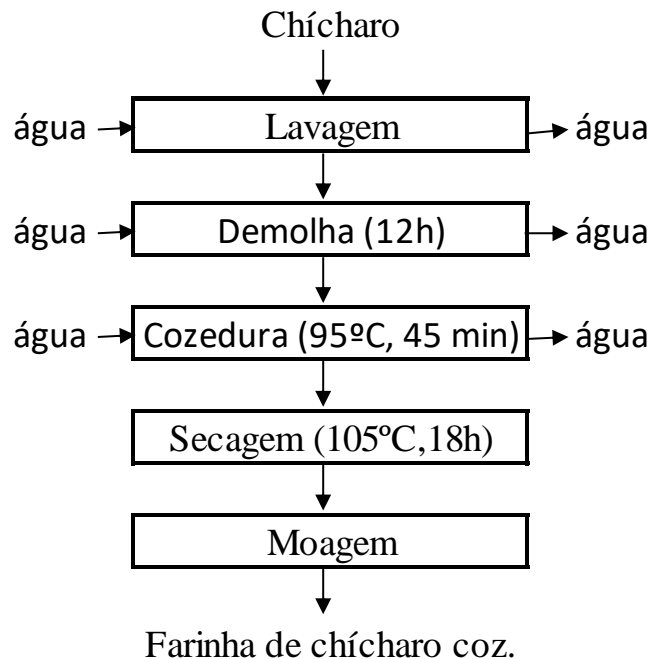 Chícharo
água Lavagem água
água Demolha (12h) água
água Cozedura (95ºC, 45 min) água
Secagem (105ºC,18h)
Moagem
Farinha de chícharo coz.